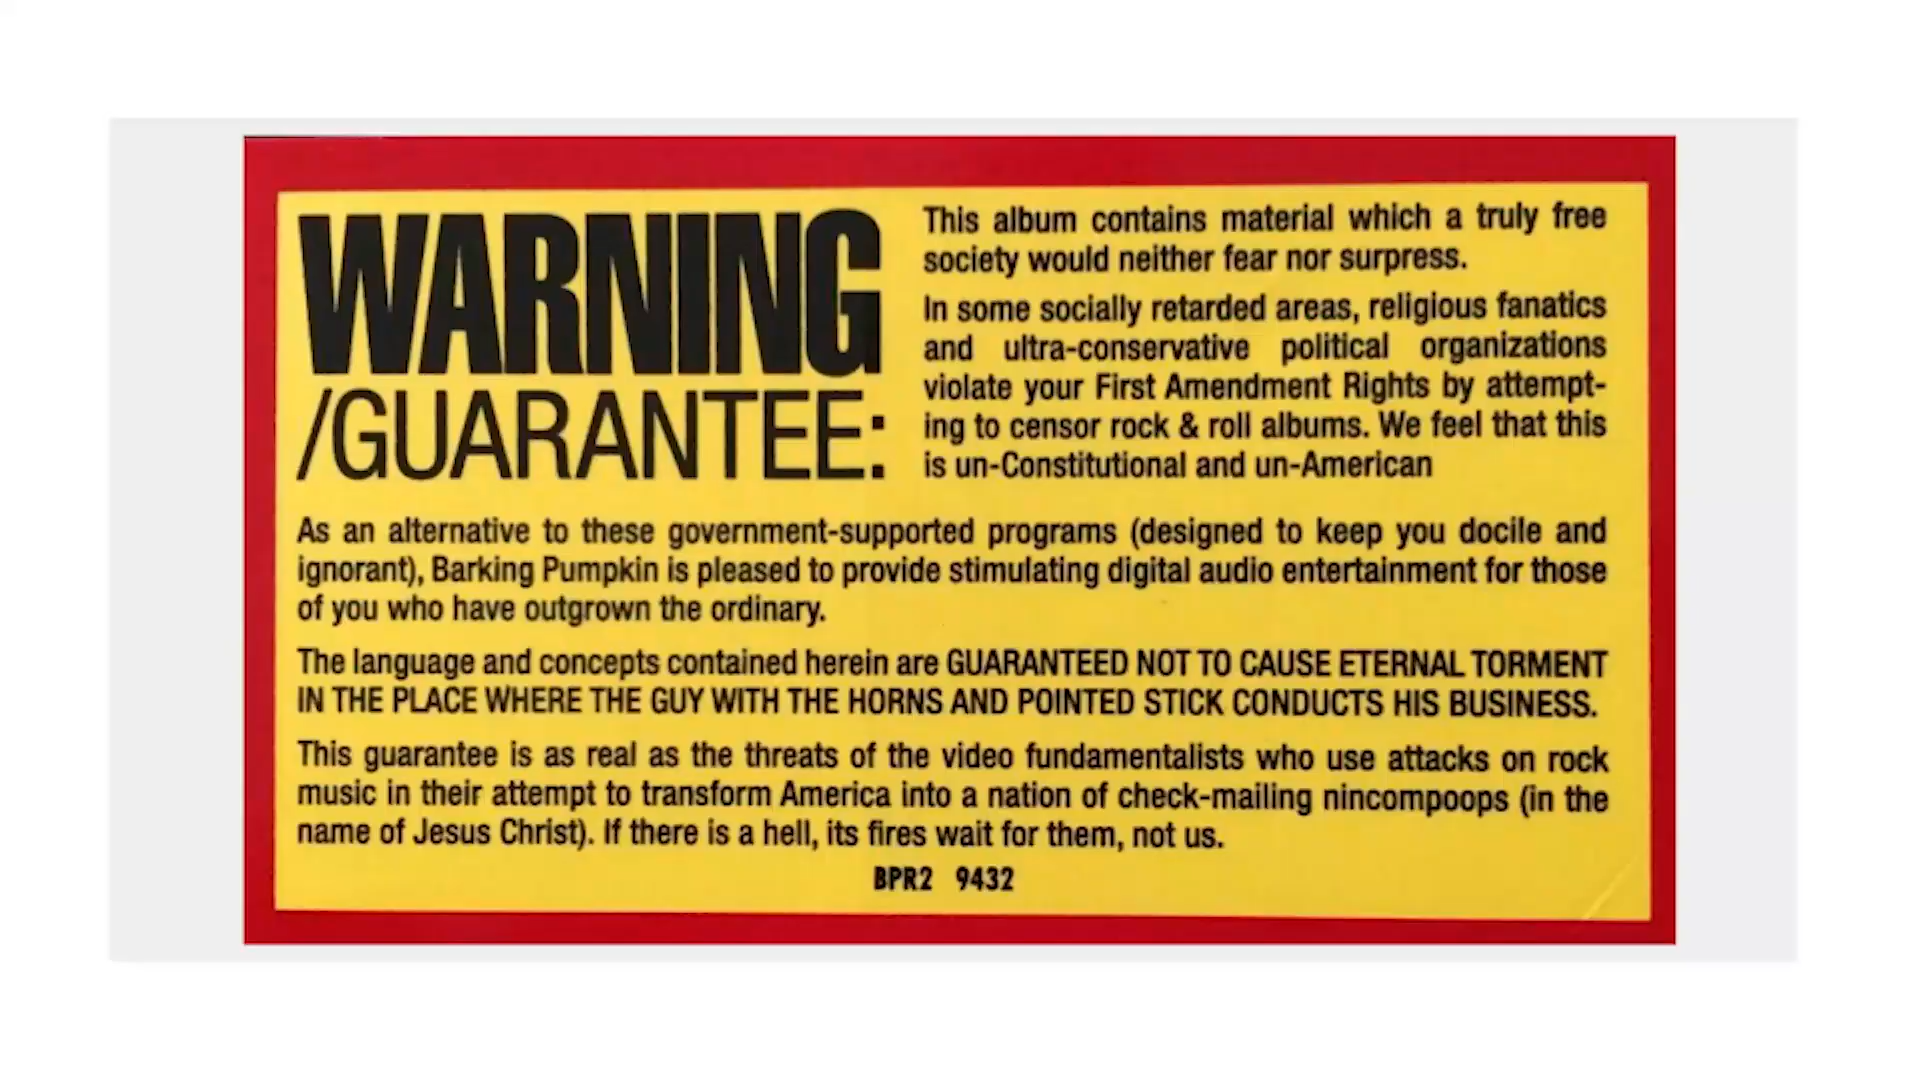 WARNING
/GUARANTEE:
This album contains material which a truly free
society would neither fear nor surpress.
In some socially retarded areas, religious fanatics
and ultra-conservative political organizations
violate your First Amendment Rights by attempt-
ing to censor rock & roll albums. We feel that this
is un-Constitutional and un-American
As an alternative to these government-supported programs (designed to keep you docile and
ignorant), Barking Pumpkin is pleased to provide stimulating digital audio entertainment for those
of you who have outgrown the ordinary.
The language and concepts contained herein are GUARANTEED NOT TO CAUSE ETERNAL TORMENT
IN THE PLACE WHERE THE GUY WITH THE HORNS AND POINTED STICK CONDUCTS HIS BUSINESS.
This guarantee is as real as the threats of the video fundamentalists who use attacks on rock
music in their attempt to transform America into a nation of check-mailing nincompoops (in the
name of Jesus Christ). If there is a hell, its fires wait for them, not us.
BPR2 9432